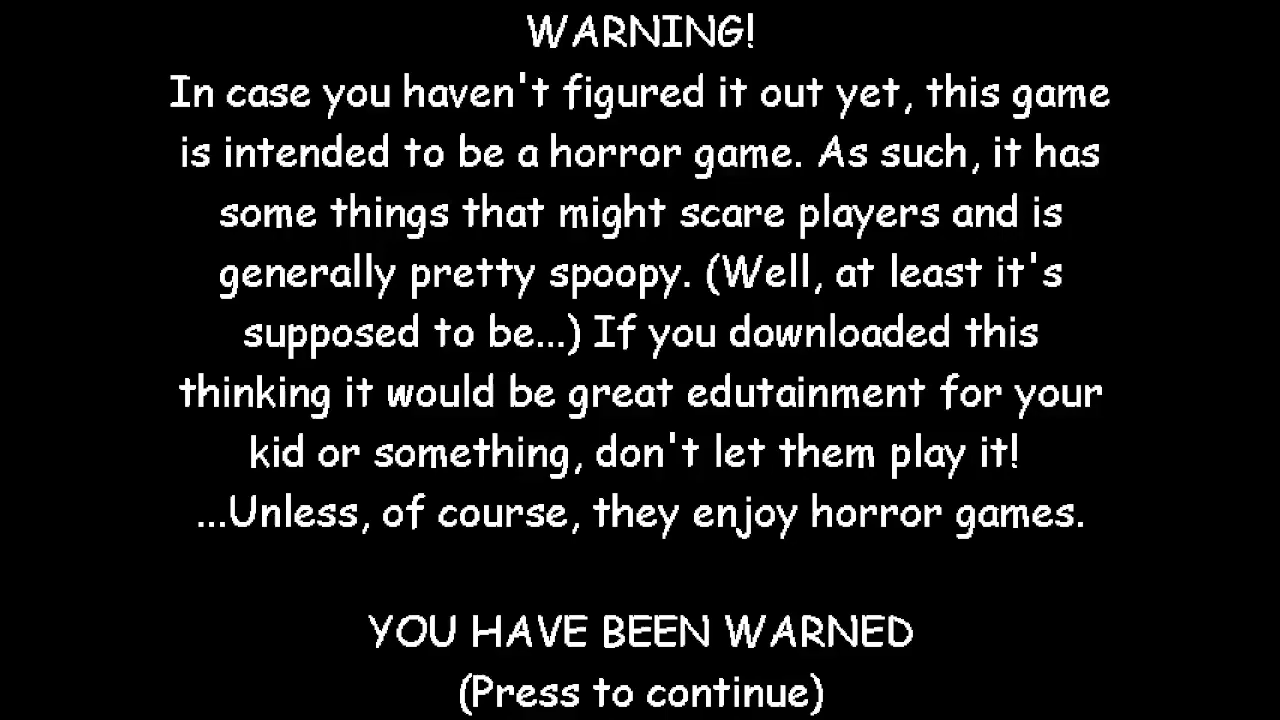 WARNING!
In case you haven't figured it out yet, this game
is intended to be a horror game. As such, it has
some things that might scare players and is
generally pretty spoopy. (Well, at least it's
supposed to be...) If you downloaded this
thinking it would be great edutainment for your
kid or something, don't let them play it!
...Unless, of course, they enjoy horror games.
YOU HAVE BEEN WARNED
(Press to continue)